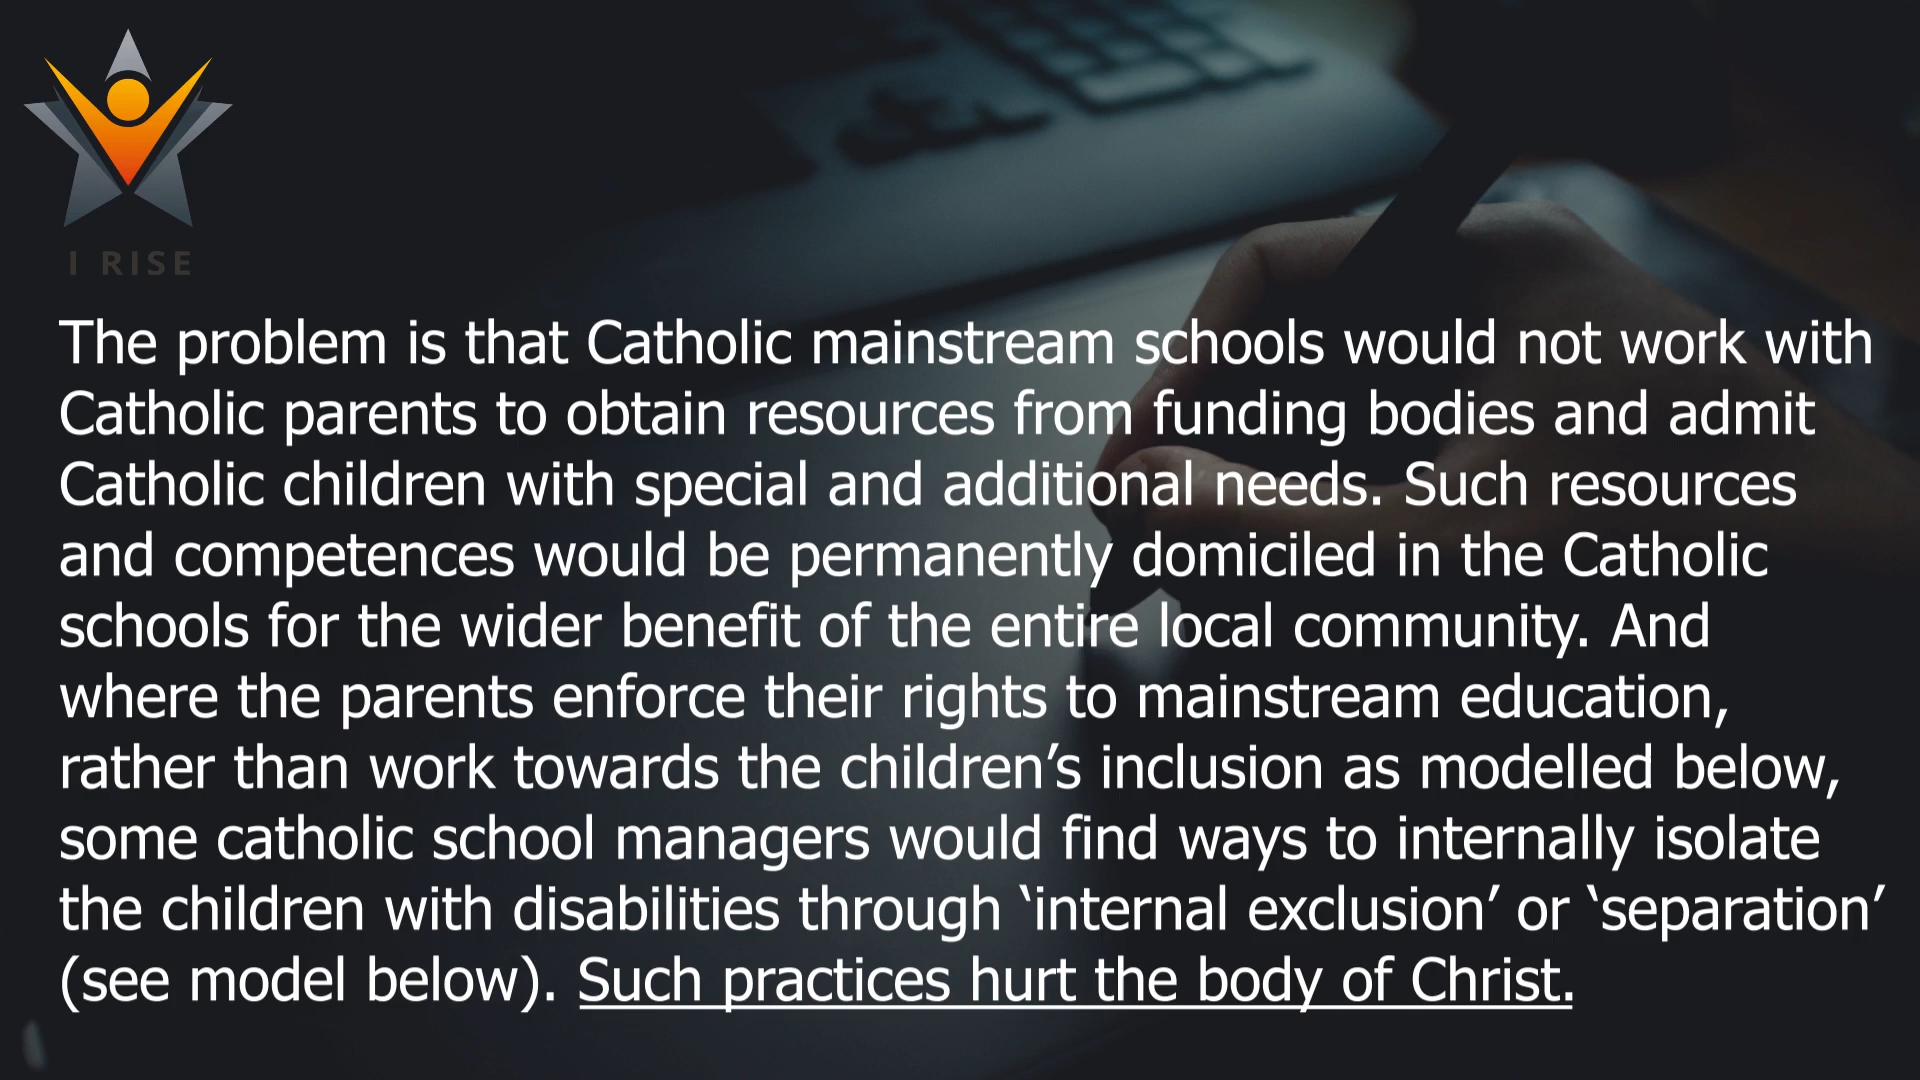 I RISE
The problem is that Catholic mainstream schools would not work with
Catholic parents to obtain resources from funding bodies and admit
Catholic children with special and additional needs. Such resources
and competences would be permanently domiciled in the Catholic
schools for the wider benefit of the entire local community. And
where the parents enforce their rights to mainstream education,
rather than work towards the children’s inclusion as modelled below,
some catholic school managers would find ways to internally isolate
the children with disabilities through ‘internal exclusion’ or ‘separation’
(see model below). Such practices hurt the body of Christ.